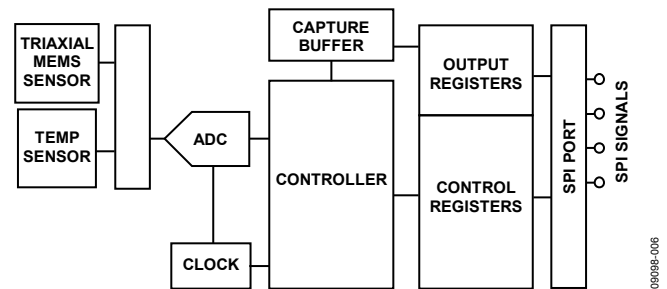 TRIAXIAL
MEMS
SENSOR
TEMP
SENSOR
ADC
CLOCK
CAPTURE
BUFFER
CONTROLLER
OUTPUT
REGISTERS
CONTROL
REGISTERS
SPI PORT
SPI SIGNALS
09098-006